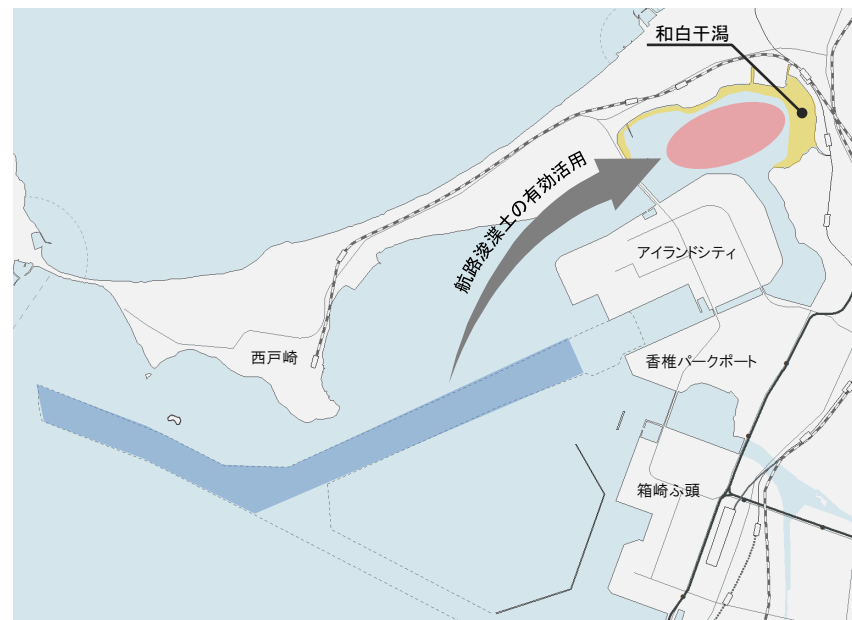 和白干潟
航路浚渫土の有効活用
アイランドシティ
西戸崎
香椎パークポート
箱崎ふ頭